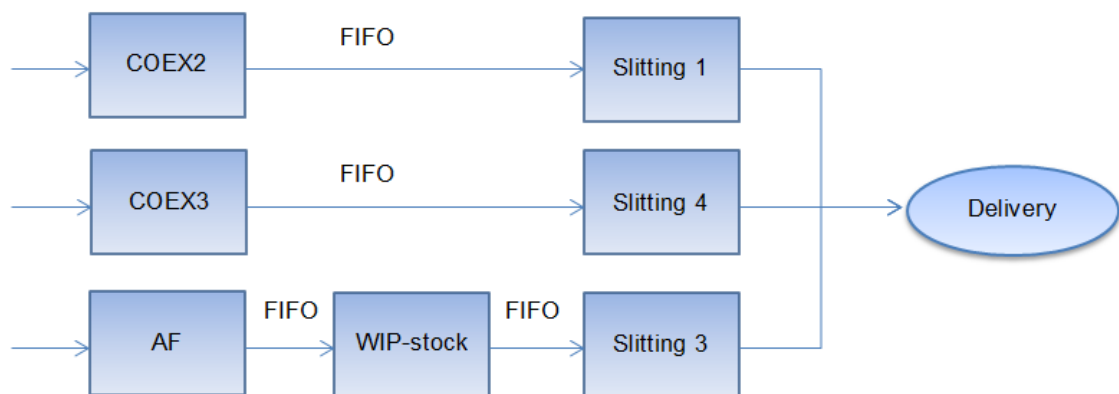 COEX2
FIFO
Slitting 1
COEX3
FIFO
Slitting 4
Delivery
AF
FIFO
WIP-stock
FIFO
Slitting 3